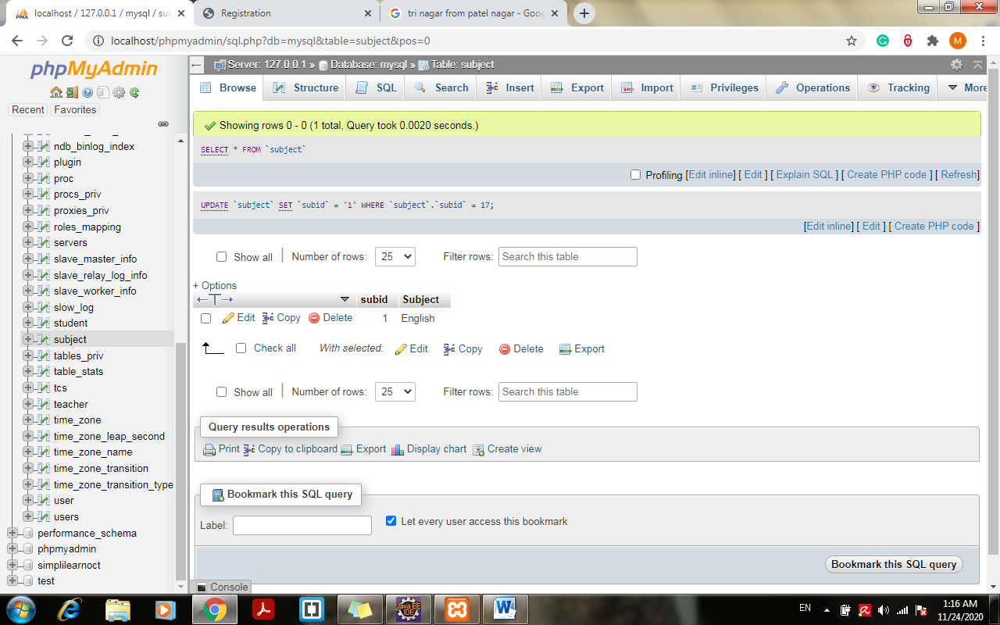 localhost / 127.0.0.1 / mysql / sub
Registration
tri nagar from patel nagar - Goo
localhost/phpmyadmin/sql.php?db=mysql&table=subject&pos=0
M
phpMyAdmin
Recent Favorites
ndb_binlog_index
plugin
proc
procs_priv
proxies_priv
roles_mapping
servers
slave_master_info
slave_relay_log_info
slave_worker_info
slow_log
student
subject
tables_priv
table_stats
tcs
teacher
time_zone
time_zone_leap_second
time_zone_name
time_zone_transition
time_zone_transition_type
user
users
performance_schema
phpmyadmin
simplilearnoct
test
Server: 127.0.0.1 » Database: mysql » Table: subject
Browse Structure SQL Search Insert Export Import Privileges Operations Tracking More
Showing rows 0 - 0 (1 total, Query took 0.0020 seconds.)
SELECT * FROM `subject`
Profiling [Edit inline] [ Edit ] [ Explain SQL ] [ Create PHP code ] [ Refresh]
UPDATE `subject` SET `subid` = '1' WHERE `subject`.`subid` = 17;
[Edit inline] [ Edit ] [ Create PHP code ]
Show all | Number of rows: 25 Filter rows: Search this table
+ Options
←T→ subid Subject
Edit Copy Delete 1 English
Check all With selected: Edit Copy Delete Export
Show all | Number of rows: 25 Filter rows: Search this table
Query results operations
Print Copy to clipboard Export Display chart Create view
Bookmark this SQL query
Label: Let every user access this bookmark
Bookmark this SQL query
Console
Java EE
IDE
EN
1:16 AM
11/24/2020